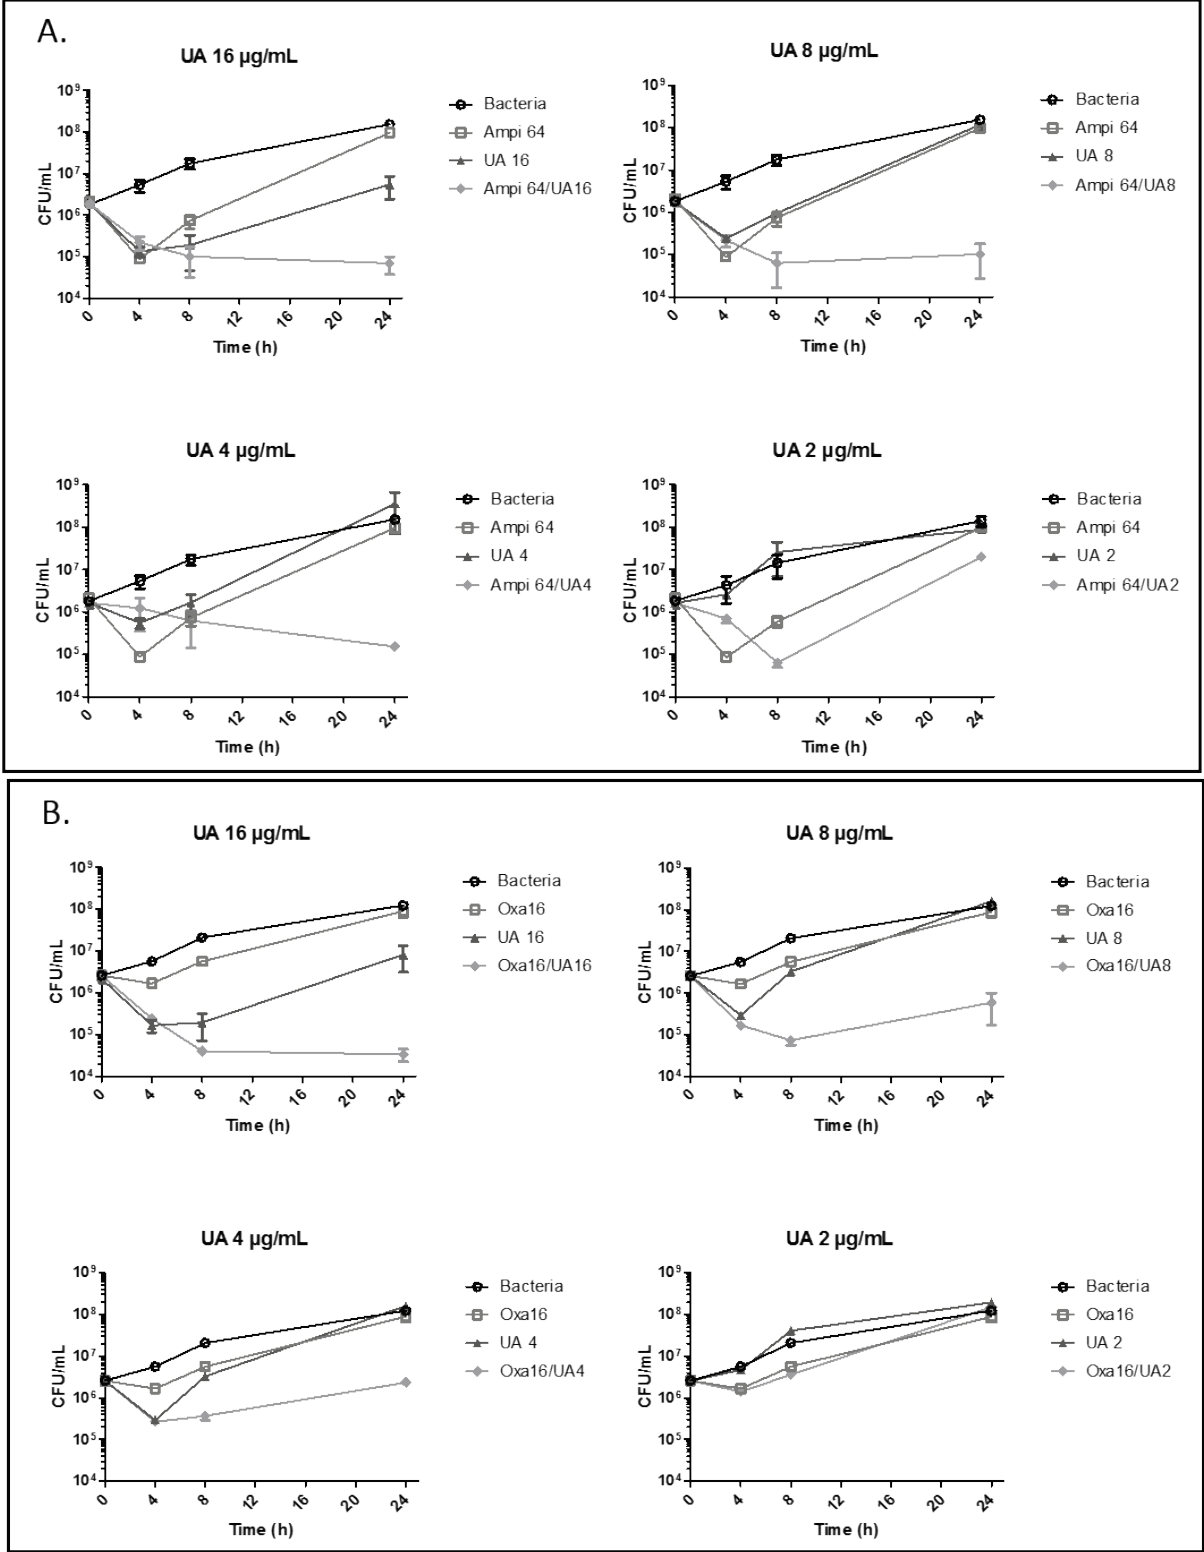 A.
UA 16 µg/mL
CFU/mL
10⁹
10⁸
10⁷
10⁶
10⁵
10⁴
0 4 8 12 16 20 24
Time (h)
Bacteria
Ampi 64
UA 16
Ampi 64/UA16
UA 8 µg/mL
CFU/mL
10⁹
10⁸
10⁷
10⁶
10⁵
10⁴
0 4 8 12 16 20 24
Time (h)
Bacteria
Ampi 64
UA 8
Ampi 64/UA8
UA 4 µg/mL
CFU/mL
10⁹
10⁸
10⁷
10⁶
10⁵
10⁴
0 4 8 12 16 20 24
Time (h)
Bacteria
Ampi 64
UA 4
Ampi 64/UA4
UA 2 µg/mL
CFU/mL
10⁹
10⁸
10⁷
10⁶
10⁵
10⁴
0 4 8 12 16 20 24
Time (h)
Bacteria
Ampi 64
UA 2
Ampi 64/UA2
B.
UA 16 µg/mL
CFU/mL
10⁹
10⁸
10⁷
10⁶
10⁵
10⁴
0 4 8 12 16 20 24
Time (h)
Bacteria
Oxa16
UA 16
Oxa16/UA16
UA 8 µg/mL
CFU/mL
10⁹
10⁸
10⁷
10⁶
10⁵
10⁴
0 4 8 12 16 20 24
Time (h)
Bacteria
Oxa16
UA 8
Oxa16/UA8
UA 4 µg/mL
CFU/mL
10⁹
10⁸
10⁷
10⁶
10⁵
10⁴
0 4 8 12 16 20 24
Time (h)
Bacteria
Oxa16
UA 4
Oxa16/UA4
UA 2 µg/mL
CFU/mL
10⁹
10⁸
10⁷
10⁶
10⁵
10⁴
0 4 8 12 16 20 24
Time (h)
Bacteria
Oxa16
UA 2
Oxa16/UA2